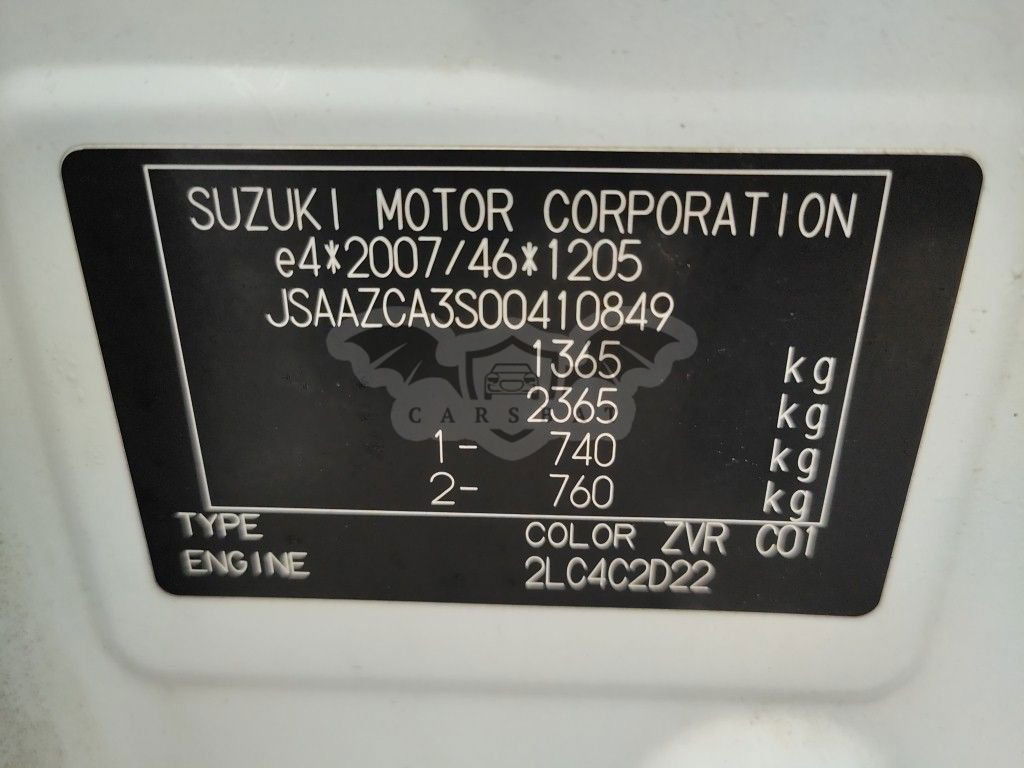 SUZUKI MOTOR CORPORATION
e4*2007/46*1205
JSAAZCA3S00410849
1365 kg
2365 kg
CARSBAT
1- 740 kg
2- 760 kg
TYPE COLOR ZVR C01
ENGINE 2LC4C2D22